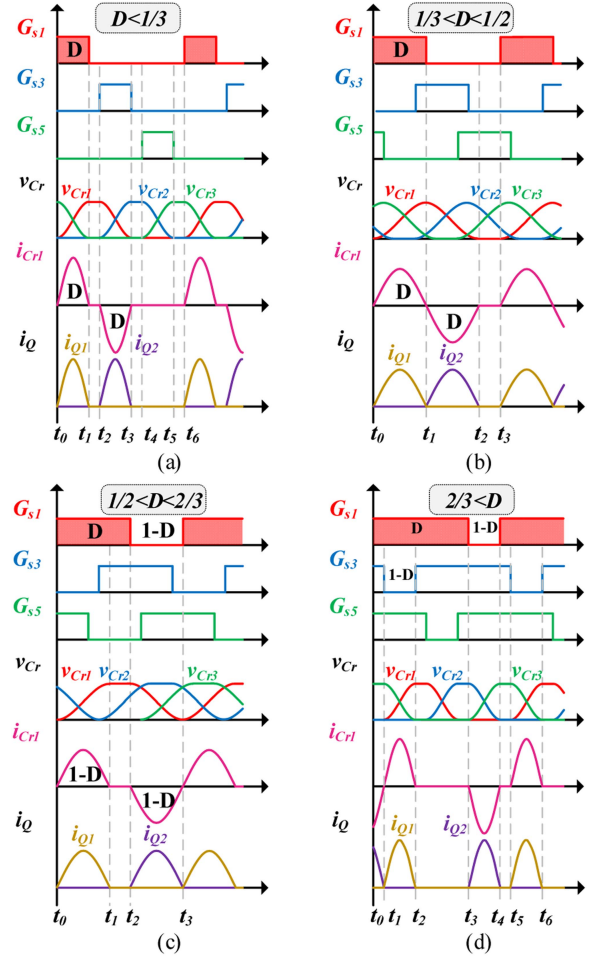 D<1/3
G_s1
D
G_s3
G_s5
v_Cr
v_Cr1 v_Cr2 v_Cr3
i_Cr1
D
D
i_Q
i_Q1 i_Q2
t_0 t_1 t_2 t_3 t_4 t_5 t_6
(a)
1/3<D<1/2
G_s1
D
G_s3
G_s5
v_Cr
v_Cr1 v_Cr2 v_Cr3
i_Cr1
D
D
i_Q
i_Q1 i_Q2
t_0 t_1 t_2 t_3
(b)
1/2<D<2/3
G_s1
D 1-D
G_s3
G_s5
v_Cr
v_Cr1 v_Cr2 v_Cr3
i_Cr1
1-D 1-D
i_Q
i_Q1 i_Q2
t_0 t_1 t_2 t_3
(c)
2/3<D
G_s1
D 1-D
G_s3
1-D
G_s5
v_Cr
v_Cr1 v_Cr2 v_Cr3
i_Cr1
i_Q
i_Q1 i_Q2
t_0 t_1 t_2 t_3 t_4 t_5 t_6
(d)